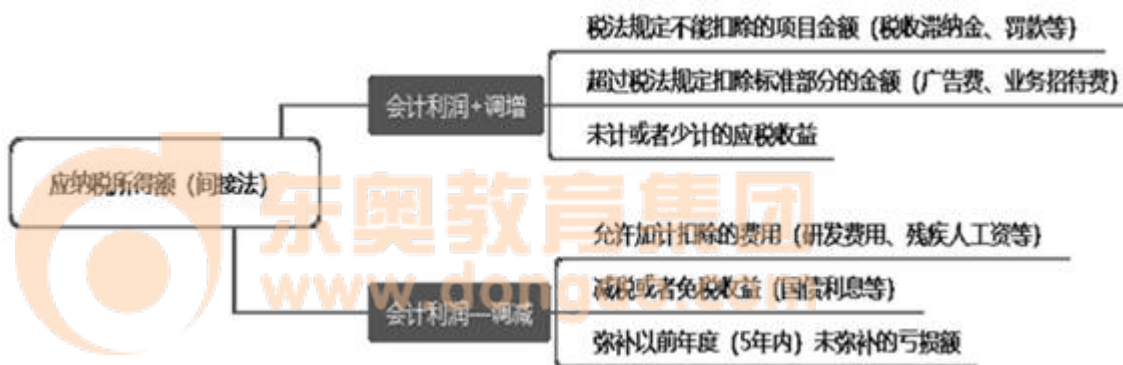 税法规定不能扣除的项目金额（税收滞纳金、罚款等）
会计利润+调增
超过税法规定扣除标准部分的金额（广告费、业务招待费）
未计或者少计的应税收益
应纳税所得额（间接法）
东奥教育集团
www.dongao.com
允许加计扣除的费用（研发费用、残疾人工资等）
会计利润—调减
减税或者免税收益（国债利息等）
弥补以前年度（5年内）未弥补的亏损额